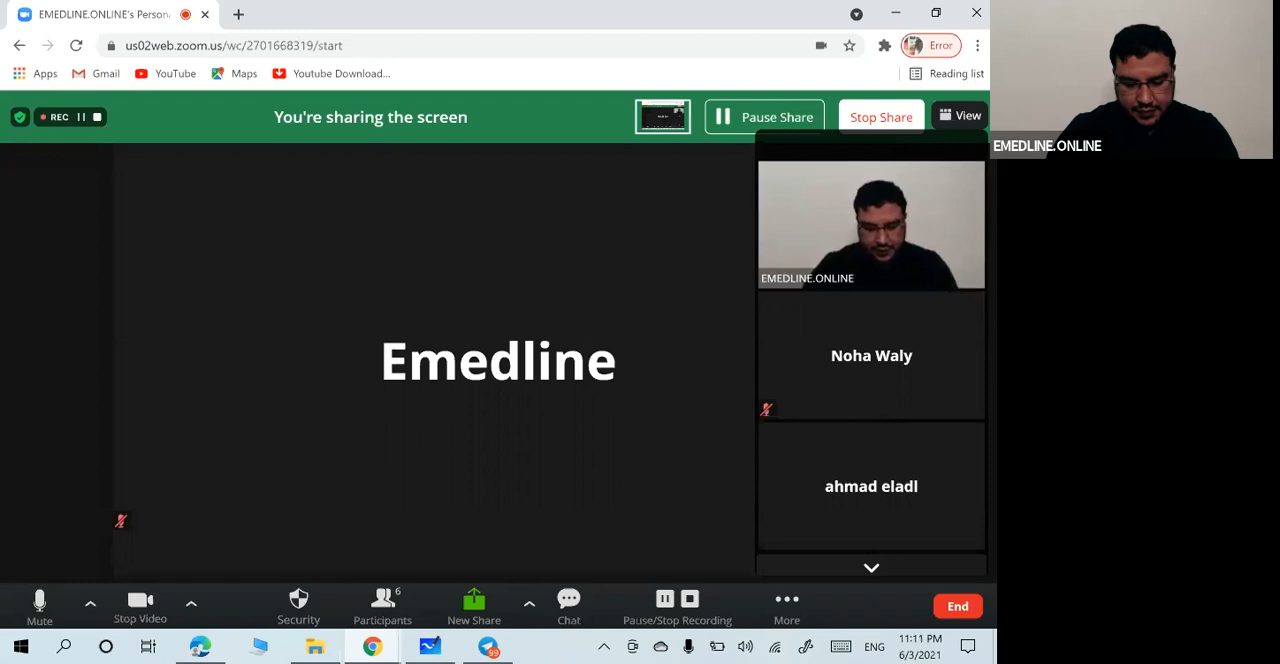 EMEDLINE.ONLINE's Person
us02web.zoom.us/wc/2701668319/start
Error
Apps
Gmail
YouTube
Maps
Youtube Download...
Reading list
REC
You're sharing the screen
Pause Share
Stop Share
View
EMEDLINE.ONLINE
EMEDLINE.ONLINE
Emedline
Noha Waly
ahmad eladl
Mute
Stop Video
Security
6
Participants
New Share
Chat
Pause/Stop Recording
More
End
99
ENG
11:11 PM
6/3/2021